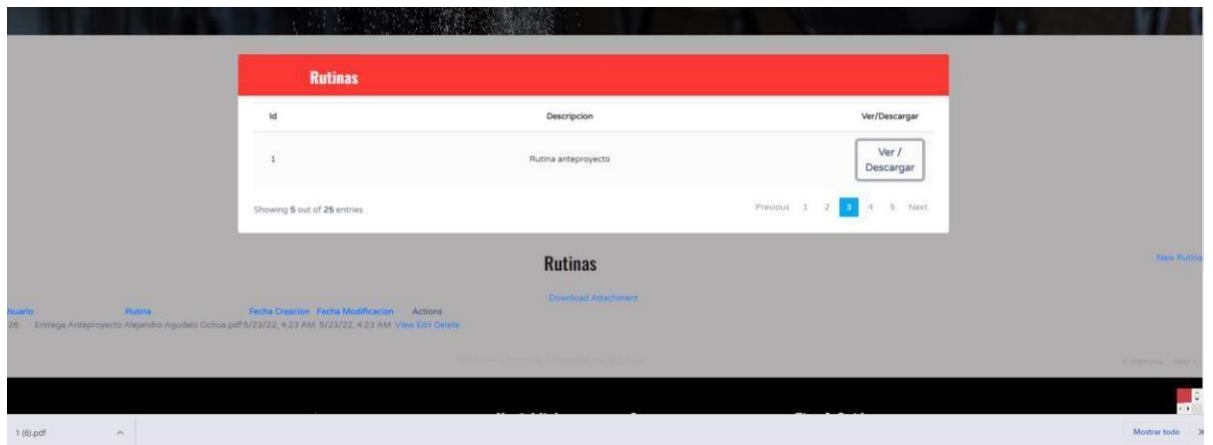 Rutinas
Id Descripcion Ver/Descargar
1 Rutina anteproyecto Ver /
Descargar
Showing 5 out of 25 entries Previous 1 2 3 4 5 Next
Rutinas
New Rutina
Download Attachment
Usuario Rutina Fecha Creacion Fecha Modificacion Actions
26 Entrega Anteproyecto Alejandro Agudelo Ochoa pdf 5/23/22, 4:23 AM 5/23/22, 4:23 AM View Edit Delete
1 (6).pdf Mostrar todo